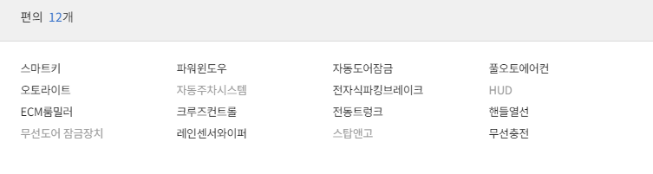 편의 12개
스마트키 파워윈도우 자동도어잠금 풀오토에어컨
오토라이트 자동주차시스템 전자식파킹브레이크 HUD
ECM룸밀러 크루즈컨트롤 전동트렁크 핸들열선
무선도어 잠금장치 레인센서와이퍼 스탑앤고 무선충전